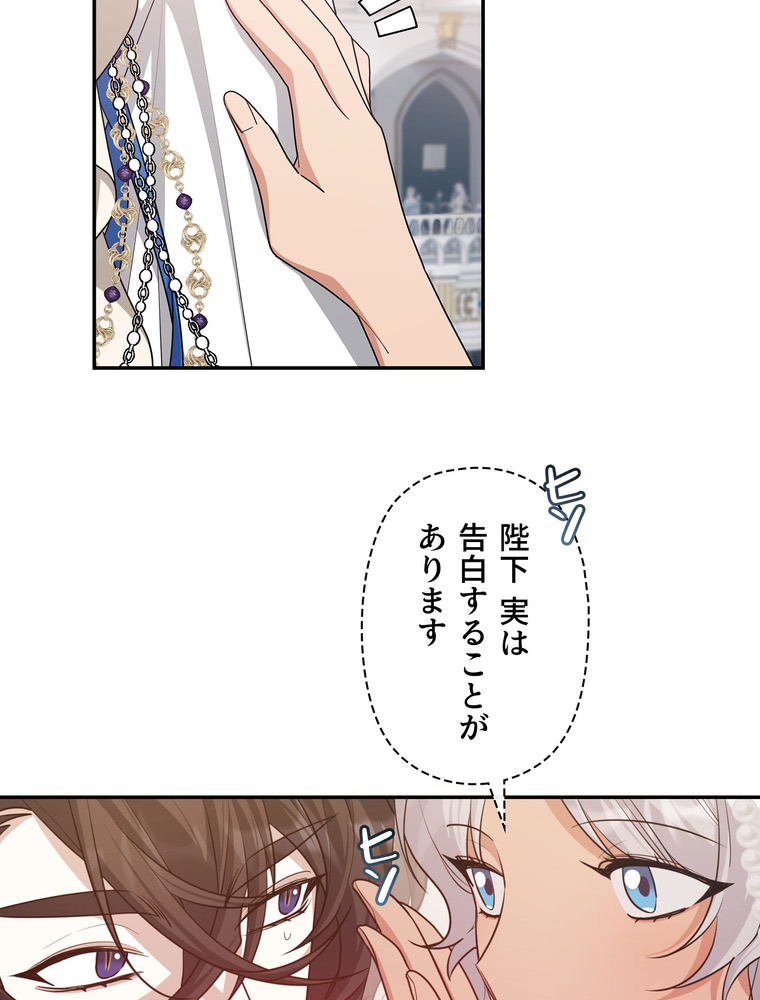 ヒソ
陛下 実は
告白することが
あります
ヒソ